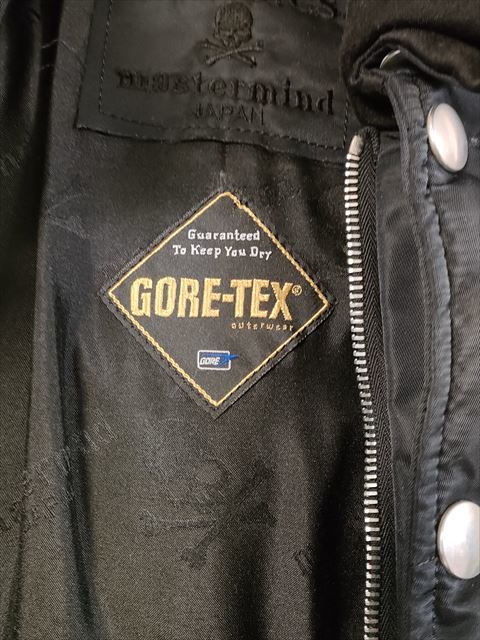 mastermind
JAPAN
Guaranteed
To Keep You Dry
GORE-TEX®
outerwear
GORE